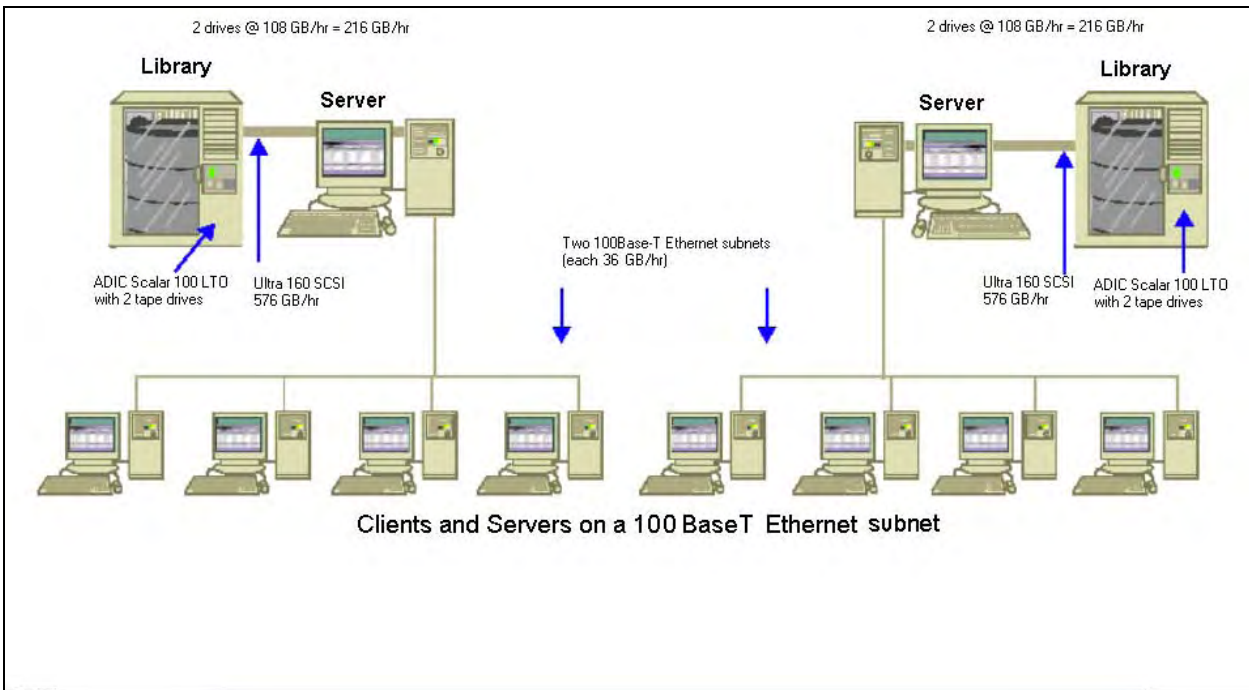 2 drives @ 108 GB/hr = 216 GB/hr
2 drives @ 108 GB/hr = 216 GB/hr
Library
Server
Server
Library
Two 100Base-T Ethernet subnets
(each 36 GB/hr)
ADIC Scalar 100 LTO
with 2 tape drives
Ultra 160 SCSI
576 GB/hr
Ultra 160 SCSI
576 GB/hr
ADIC Scalar 100 LTO
with 2 tape drives
Clients and Servers on a 100 BaseT Ethernet subnet